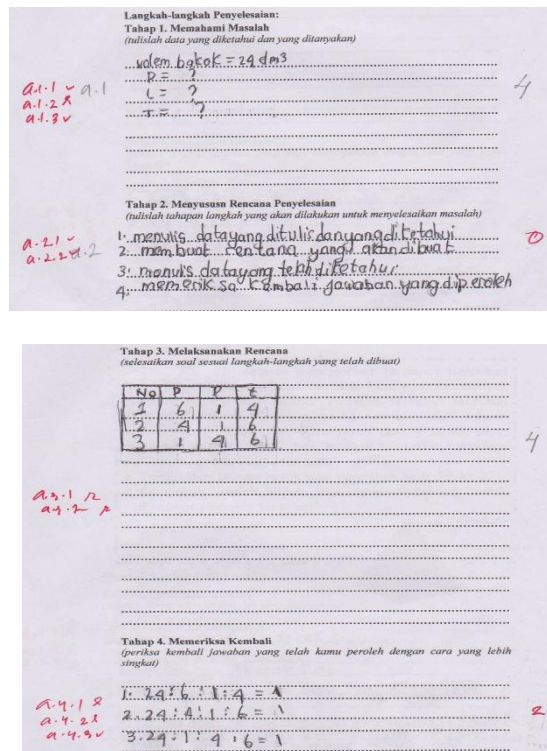 Langkah-langkah Penyelesaian:
Tahap 1. Memahami Masalah
(tulislah data yang diketahui dan yang ditanyakan)
volem bakok = 24 dm3
P = ?
a.1.1 ✓ a.1 L = ? 4
a.1.2
a.1.3 ✓ T = ?
Tahap 2. Menyususn Rencana Penyelesaian
(tulislah tahapan langkah yang akan dilakukan untuk menyelesaikan masalah)
a.2.1 1. menulis data yang ditulis dan yang diketahui 0
a.2.2 a.2 2. membuat rentana yang akan dibuat
3. menulis data yang telah diketahui
4. memeriksa kembali jawaban yang diperoleh
Tahap 3. Melaksanakan Rencana
(selesaikan soal sesuai langkah-langkah yang telah dibuat)
No P l t
1 6 1 4
2 4 1 6
3 1 4 6 4
a.3.1
Tahap 4. Memeriksa Kembali
(periksa kembali jawaban yang telah kamu peroleh dengan cara yang lebih
singkat)
a.4.1 1. 24 : 6 : 1 : 4 = 1
a.4.2 2. 24 : 4 : 1 : 6 = 1 2
a.4.3 ✓ 3. 24 : 1 : 4 : 6 = 1